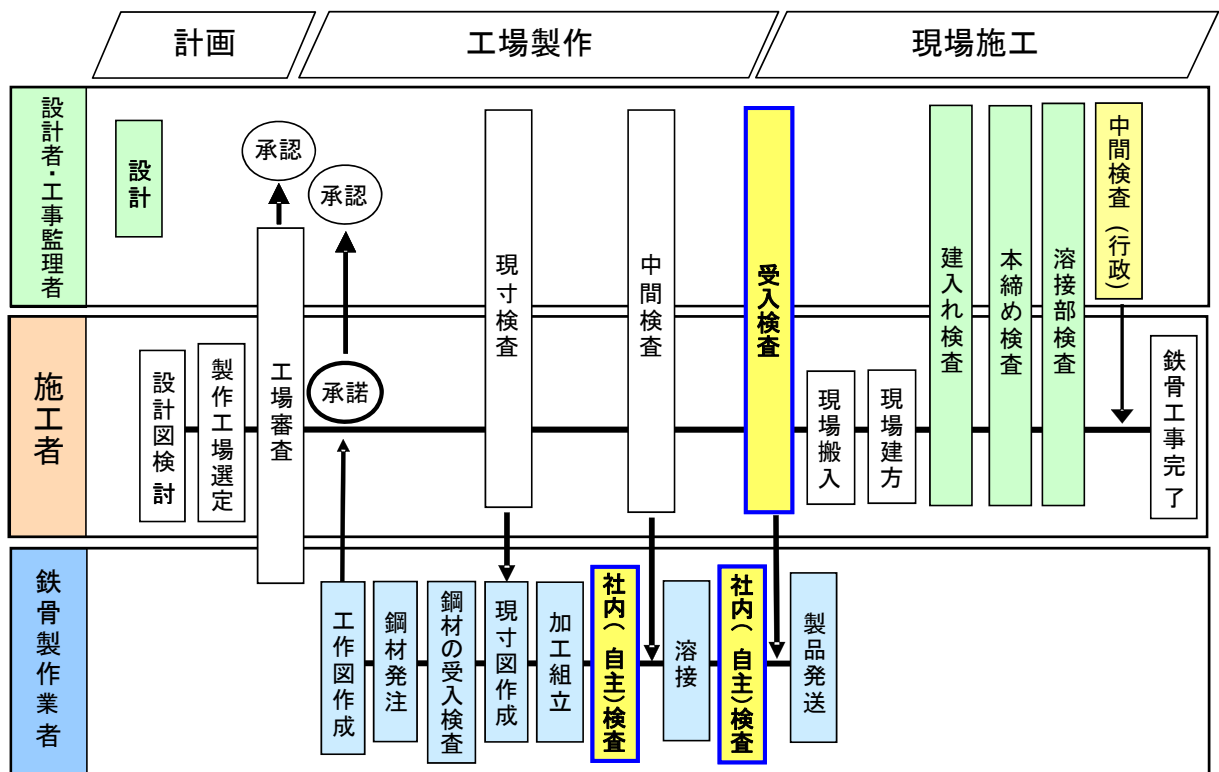 計画
工場製作
現場施工
設計者・工事監理者
設計
承認
承認
現寸検査
中間検査
受入検査
建入れ検査
本締め検査
溶接部検査
中間検査（行政）
施工者
設計図検討
製作工場選定
工場審査
承諾
現場搬入
現場建方
鉄骨工事完了
鉄骨製作業者
工作図作成
鋼材発注
鋼材の受入検査
現寸図作成
加工組立
社内（自主）検査
溶接
社内（自主）検査
製品発送